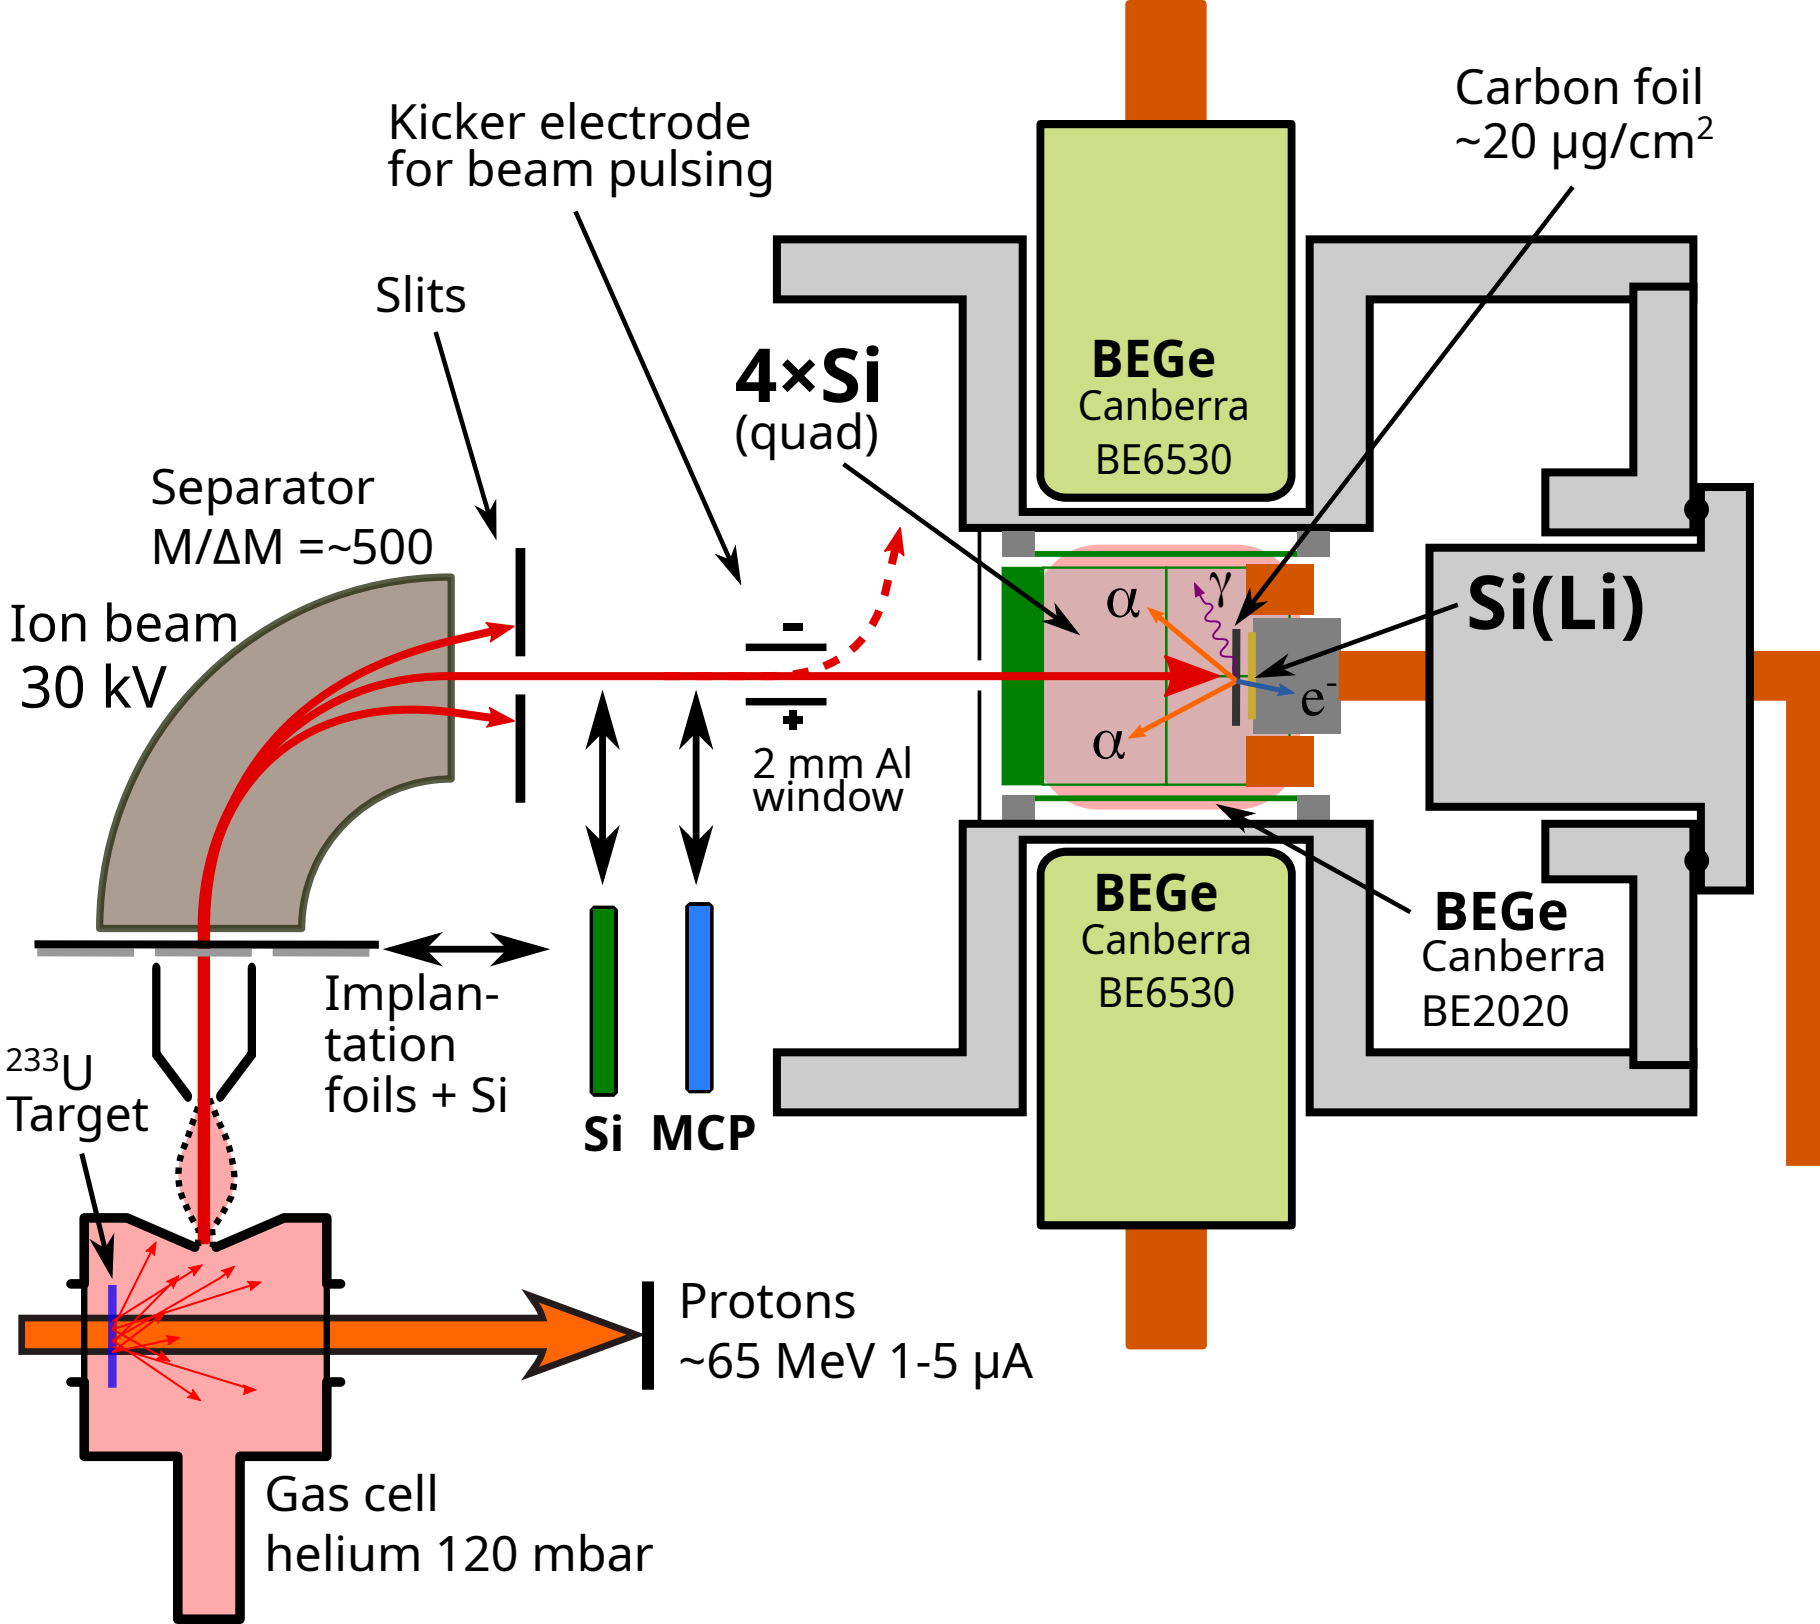 Carbon foil
~20 µg/cm²
Kicker electrode
for beam pulsing
Slits
BEGe
Canberra
BE6530
4×Si
(quad)
Separator
M/ΔM =~500
Ion beam
30 kV
α
γ
α
e⁻
Si(Li)
-
+
2 mm Al
window
BEGe
Canberra
BE6530
BEGe
Canberra
BE2020
Implan-
tation
foils + Si
Si
MCP
²³³U
Target
Protons
~65 MeV 1-5 µA
Gas cell
helium 120 mbar